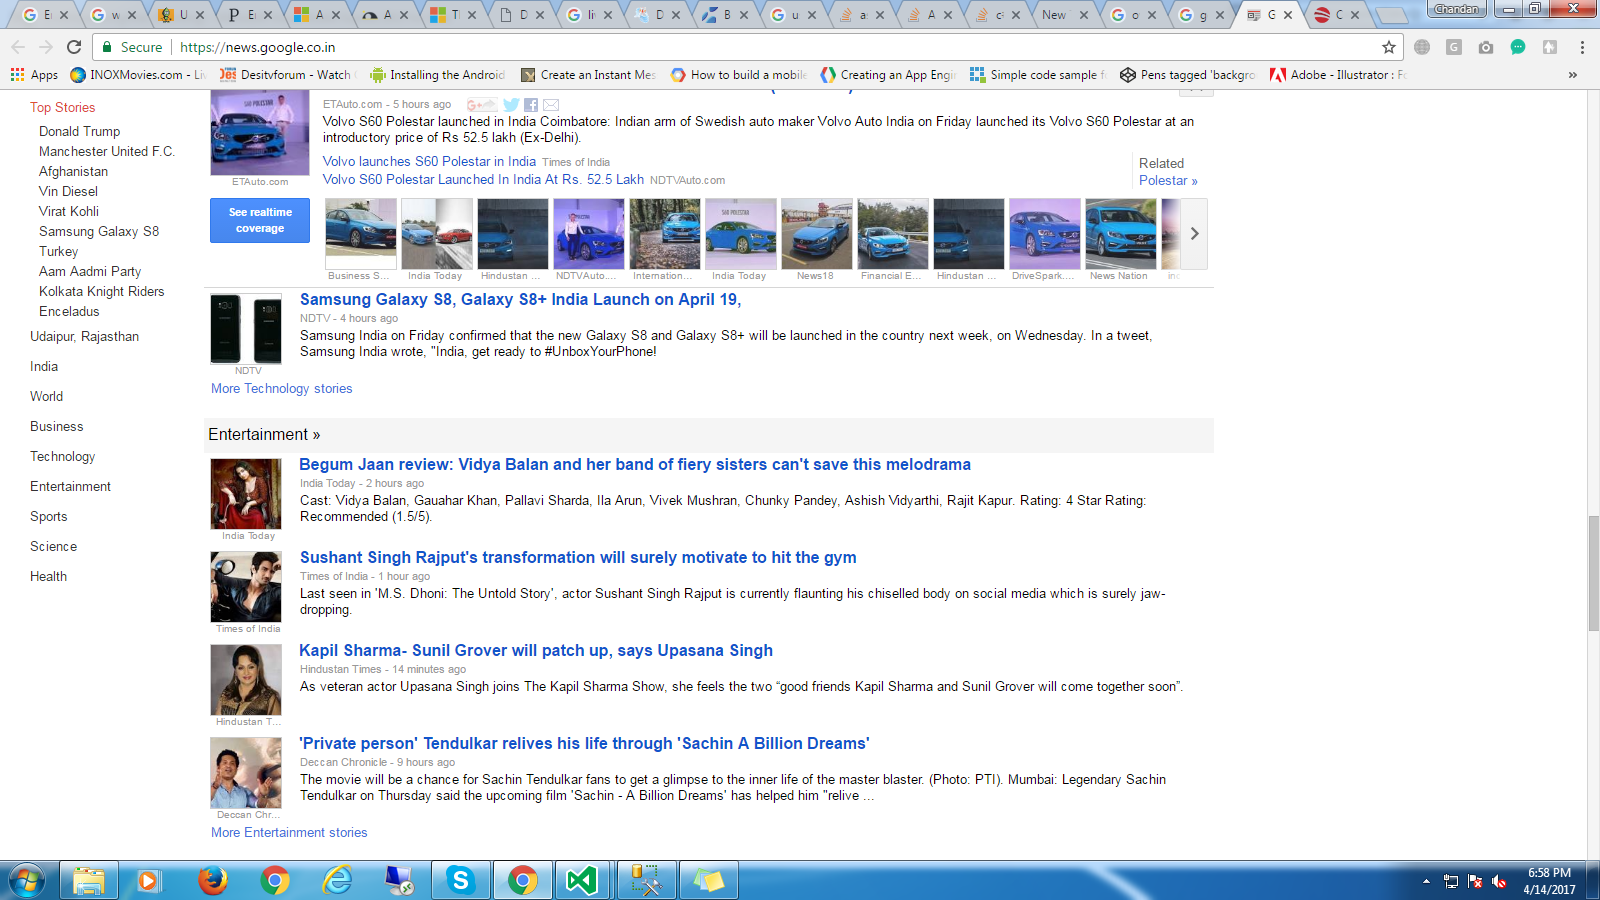 Chandan
Secure https://news.google.co.in
Apps INOXMovies.com - Liv Desitvforum - Watch Installing the Android Create an Instant Mes How to build a mobile Creating an App Engi Simple code sample f Pens tagged 'backgro Adobe - Illustrator : Fo »
Top Stories
Donald Trump
Manchester United F.C.
Afghanistan
Vin Diesel
Virat Kohli
Samsung Galaxy S8
Turkey
Aam Aadmi Party
Kolkata Knight Riders
Enceladus
Udaipur, Rajasthan
India
World
Business
Technology
Entertainment
Sports
Science
Health
ETAuto.com
ETAuto.com - 5 hours ago
Volvo S60 Polestar launched in India Coimbatore: Indian arm of Swedish auto maker Volvo Auto India on Friday launched its Volvo S60 Polestar at an
introductory price of Rs 52.5 lakh (Ex-Delhi).
Volvo launches S60 Polestar in India Times of India
Volvo S60 Polestar Launched In India At Rs. 52.5 Lakh NDTVAuto.com
Related
Polestar »
See realtime
coverage
Business S... India Today Hindustan ... NDTVAuto.... Internation... India Today News18 Financial E... Hindustan ... DriveSpark.... News Nation
Samsung Galaxy S8, Galaxy S8+ India Launch on April 19,
NDTV - 4 hours ago
Samsung India on Friday confirmed that the new Galaxy S8 and Galaxy S8+ will be launched in the country next week, on Wednesday. In a tweet,
Samsung India wrote, "India, get ready to #UnboxYourPhone!
NDTV
More Technology stories
Entertainment »
Begum Jaan review: Vidya Balan and her band of fiery sisters can't save this melodrama
India Today - 2 hours ago
Cast: Vidya Balan, Gauahar Khan, Pallavi Sharda, Ila Arun, Vivek Mushran, Chunky Pandey, Ashish Vidyarthi, Rajit Kapur. Rating: 4 Star Rating:
Recommended (1.5/5).
India Today
Sushant Singh Rajput's transformation will surely motivate to hit the gym
Times of India - 1 hour ago
Last seen in 'M.S. Dhoni: The Untold Story', actor Sushant Singh Rajput is currently flaunting his chiselled body on social media which is surely jaw-
dropping.
Times of India
Kapil Sharma- Sunil Grover will patch up, says Upasana Singh
Hindustan Times - 14 minutes ago
As veteran actor Upasana Singh joins The Kapil Sharma Show, she feels the two “good friends Kapil Sharma and Sunil Grover will come together soon”.
Hindustan T...
'Private person' Tendulkar relives his life through 'Sachin A Billion Dreams'
Deccan Chronicle - 9 hours ago
The movie will be a chance for Sachin Tendulkar fans to get a glimpse to the inner life of the master blaster. (Photo: PTI). Mumbai: Legendary Sachin
Tendulkar on Thursday said the upcoming film 'Sachin - A Billion Dreams' has helped him "relive ...
Deccan Chr...
More Entertainment stories
6:58 PM
4/14/2017